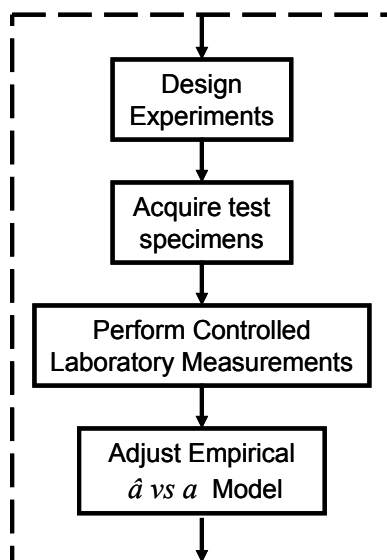 Design
Experiments
Acquire test
specimens
Perform Controlled
Laboratory Measurements
Adjust Empirical
â vs a Model